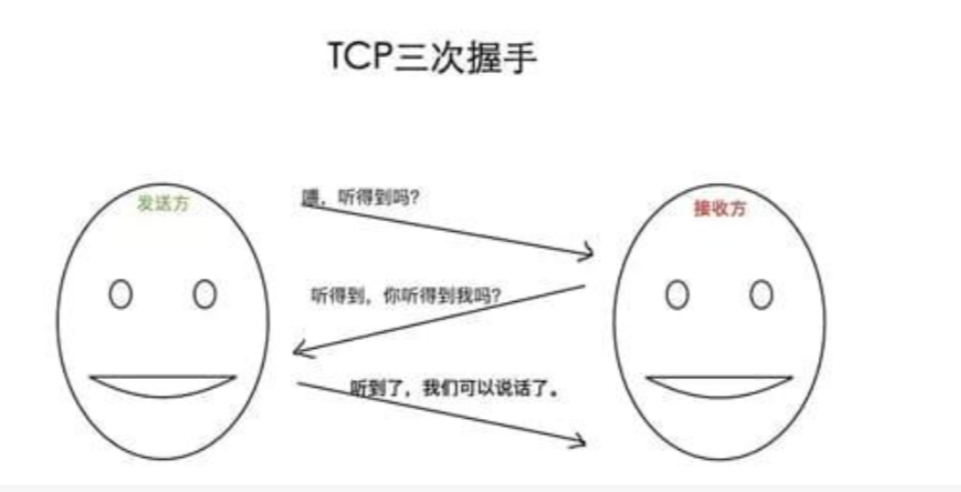 TCP三次握手
发送方
接收方
喂，听得到吗？
听得到，你听得到我吗？
听到了，我们可以说话了。